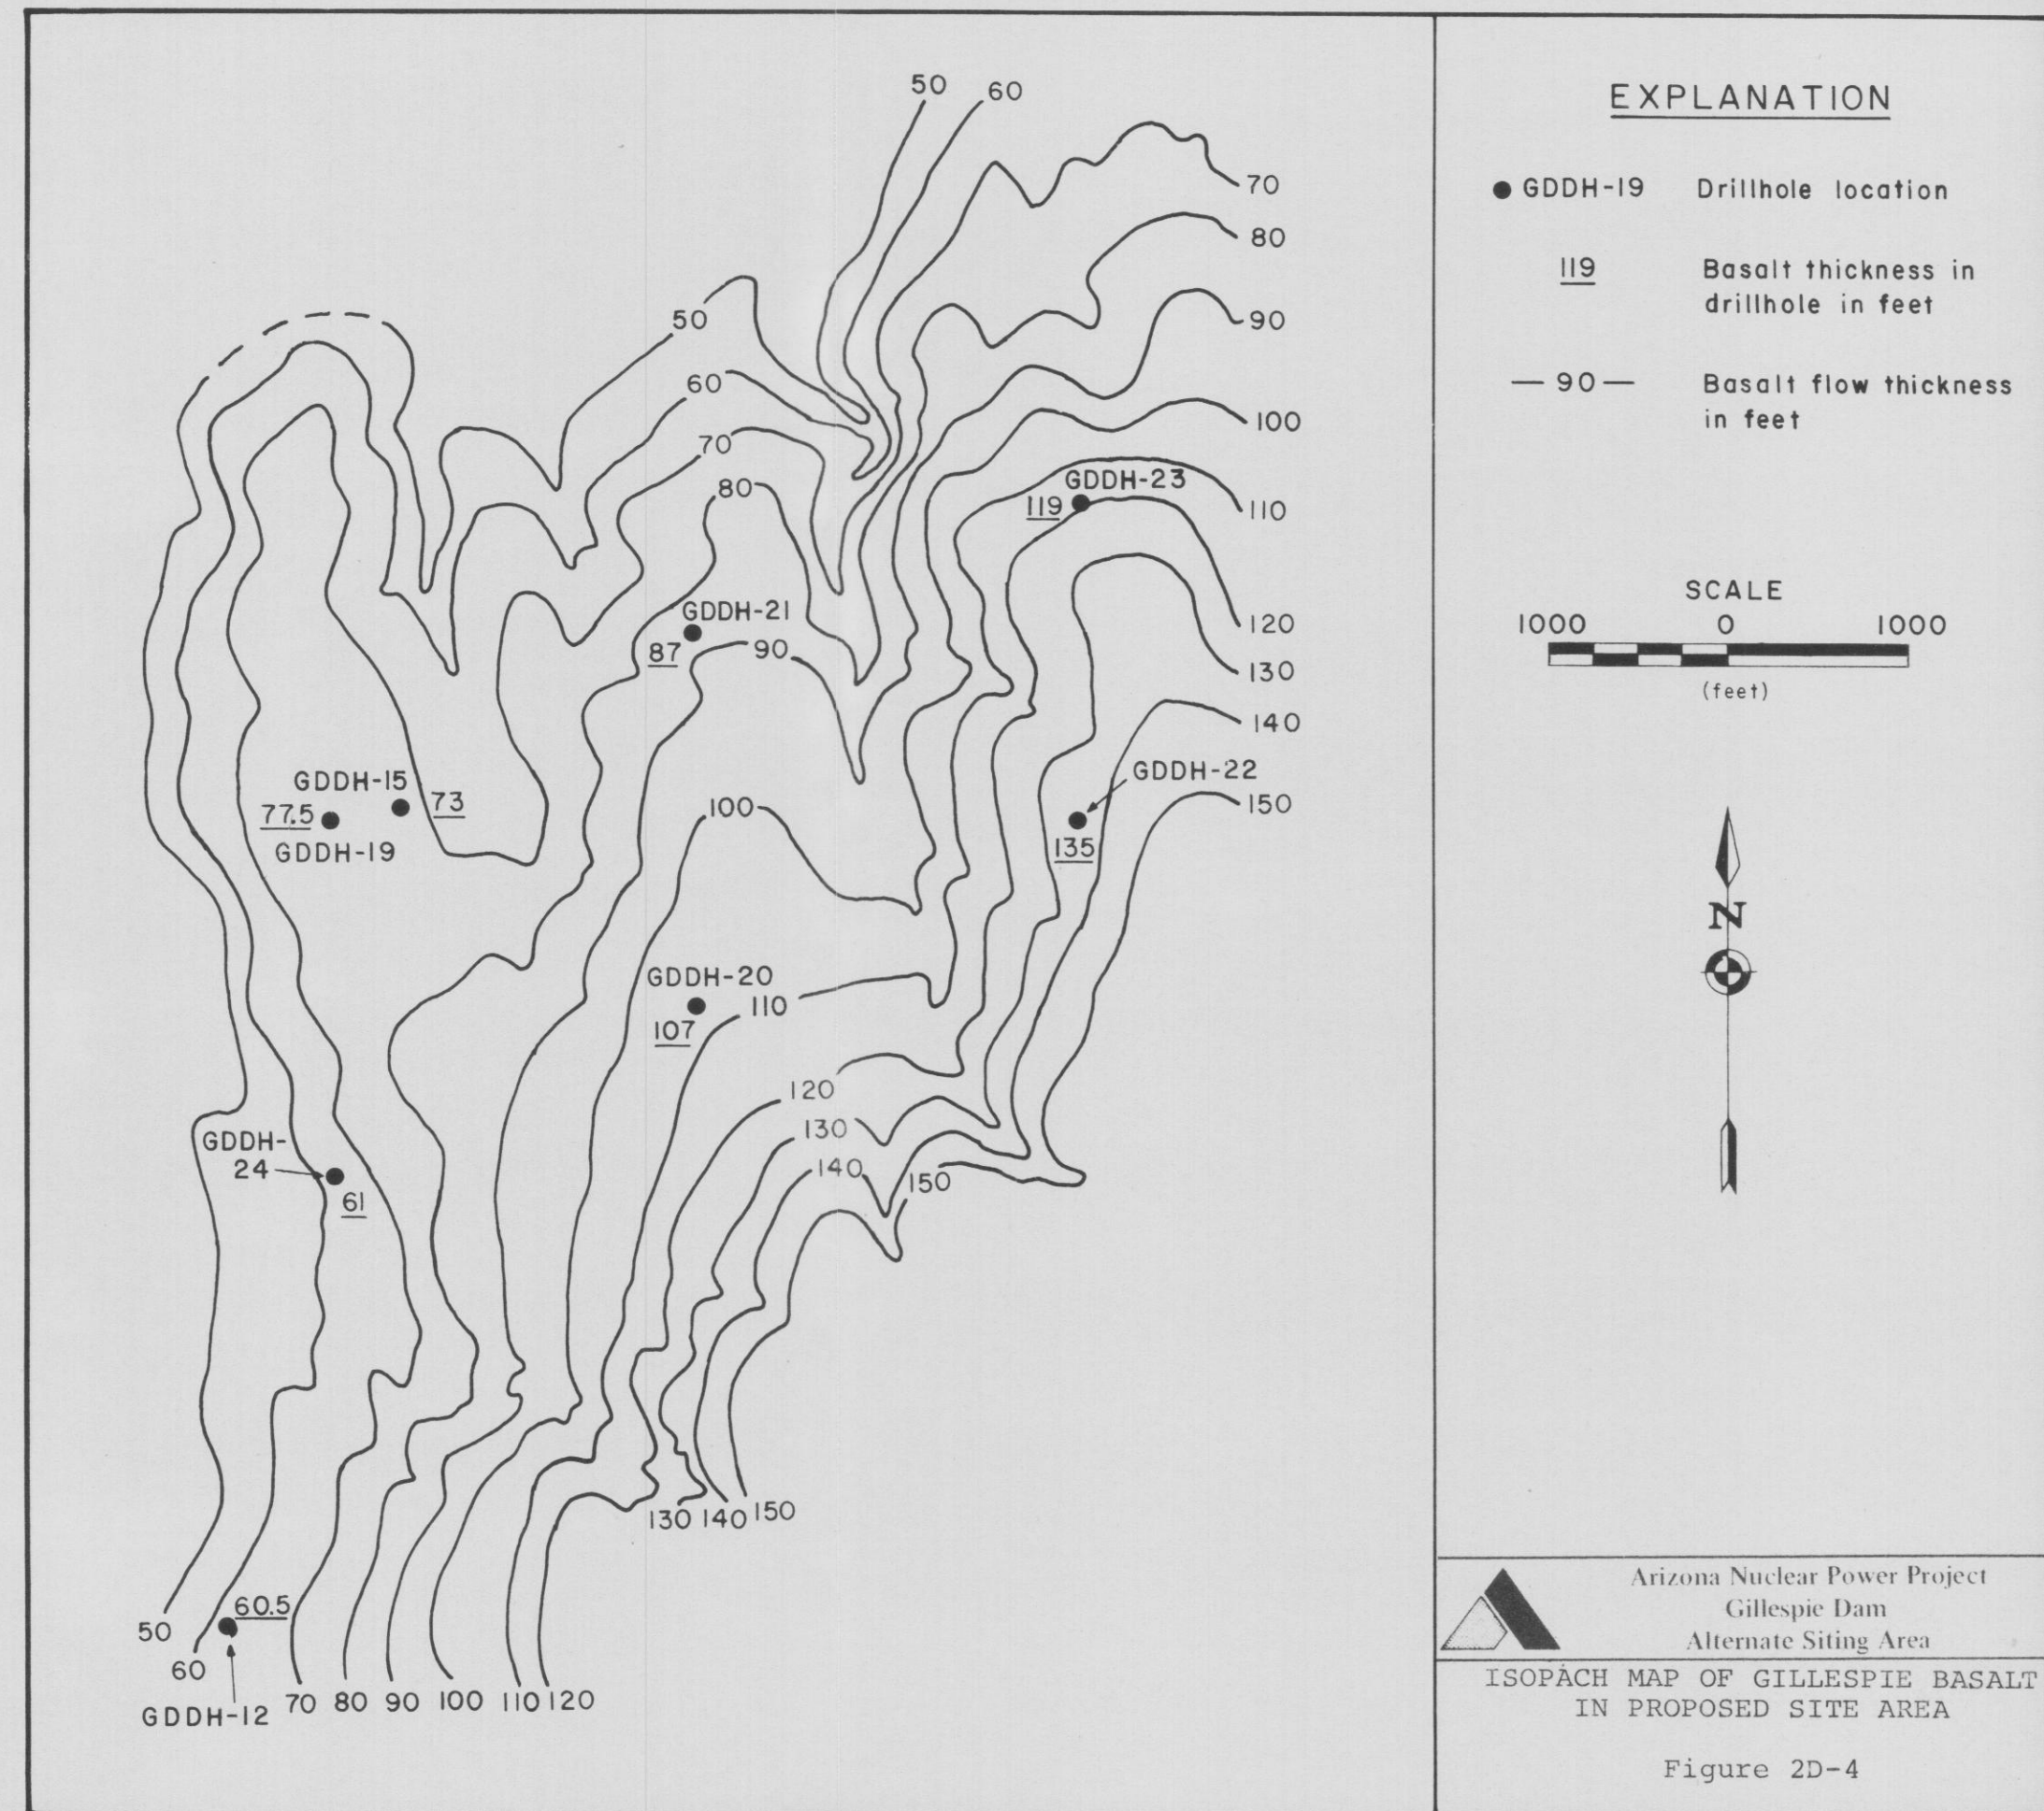 50
60
70
80
90
100
110
120
130
140
150
50
60
70
80
90
100
110
120
130
140
150
GDDH-23
119
GDDH-21
87
GDDH-15
73
77.5
GDDH-19
GDDH-22
135
GDDH-20
107
GDDH-
24
61
130 140 150
60.5
50
60
GDDH-12
70 80 90 100 110 120
EXPLANATION
GDDH-19 Drillhole location
119 Basalt thickness in
drillhole in feet
— 90 — Basalt flow thickness
in feet
SCALE
1000 0 1000
(feet)
N
Arizona Nuclear Power Project
Gillespie Dam
Alternate Siting Area
ISOPACH MAP OF GILLESPIE BASALT
IN PROPOSED SITE AREA
Figure 2D-4